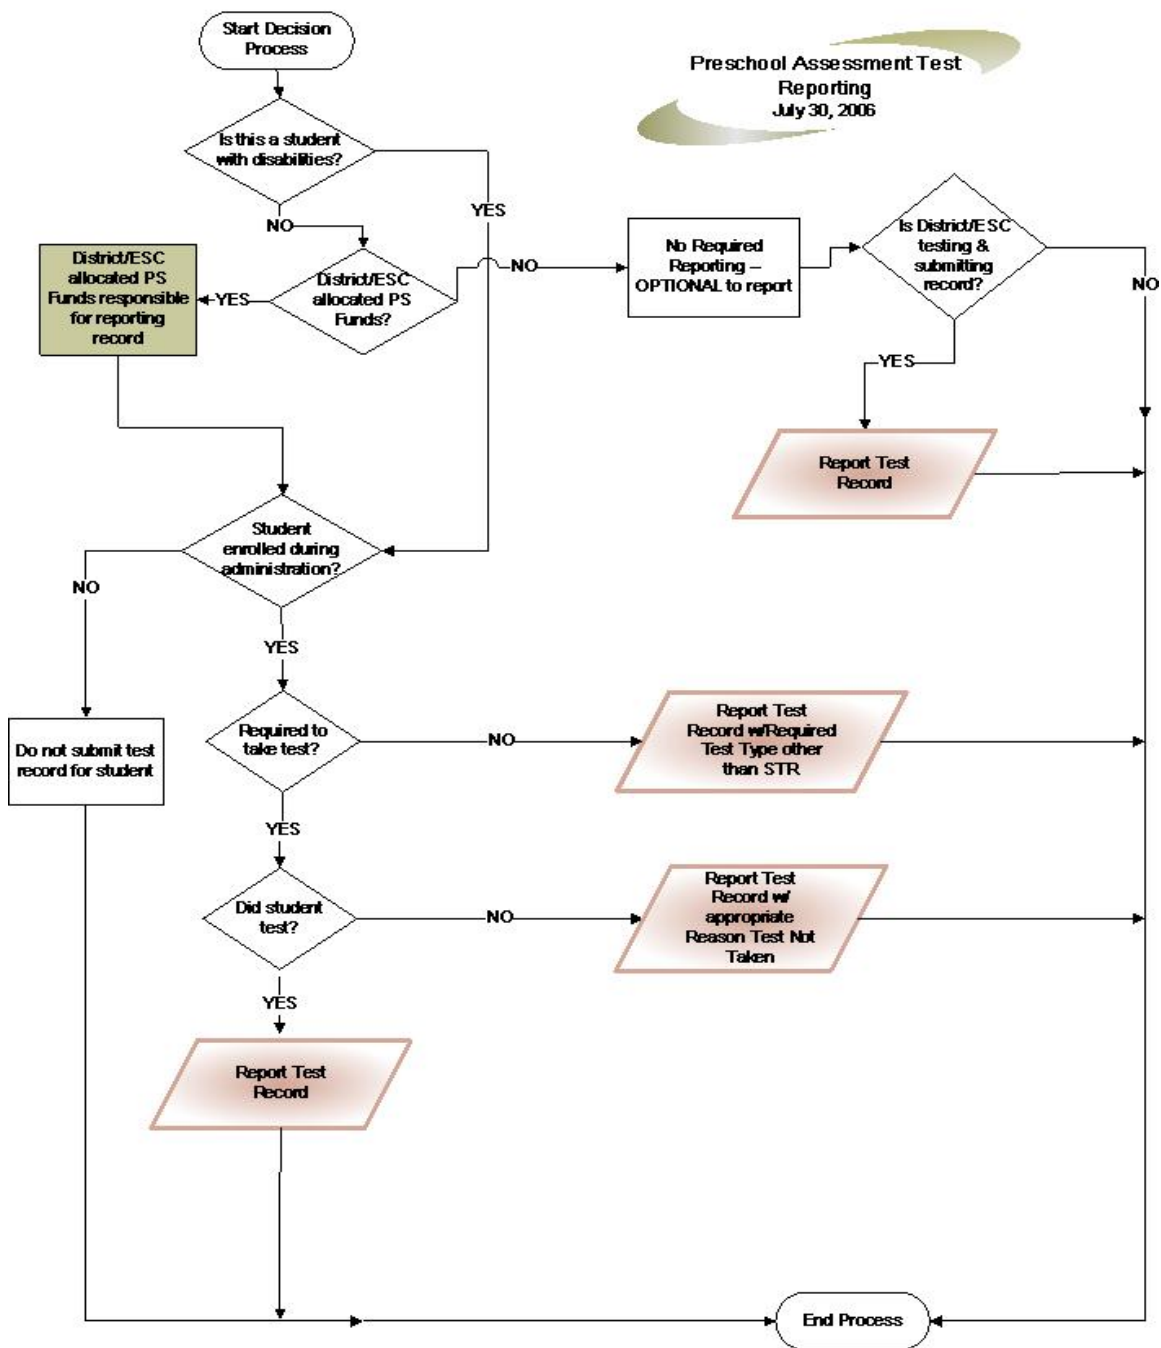 Start Decision
Process
Preschool Assessment Test
Reporting
July 30, 2006
Is this a student
with disabilities?
YES
NO
District/ESC
allocated PS
Funds responsible
for reporting
record
YES
District/ESC
allocated PS
Funds?
NO
No Required
Reporting –
OPTIONAL to report
Is District/ESC
testing &
submitting
record?
NO
YES
Report Test
Record
Student
enrolled during
administration?
NO
YES
Do not submit test
record for student
Required to
take test?
NO
Report Test
Record w/Required
Test Type other
than STR
YES
Did student
test?
NO
Report Test
Record w/
appropriate
Reason Test Not
Taken
YES
Report Test
Record
End Process